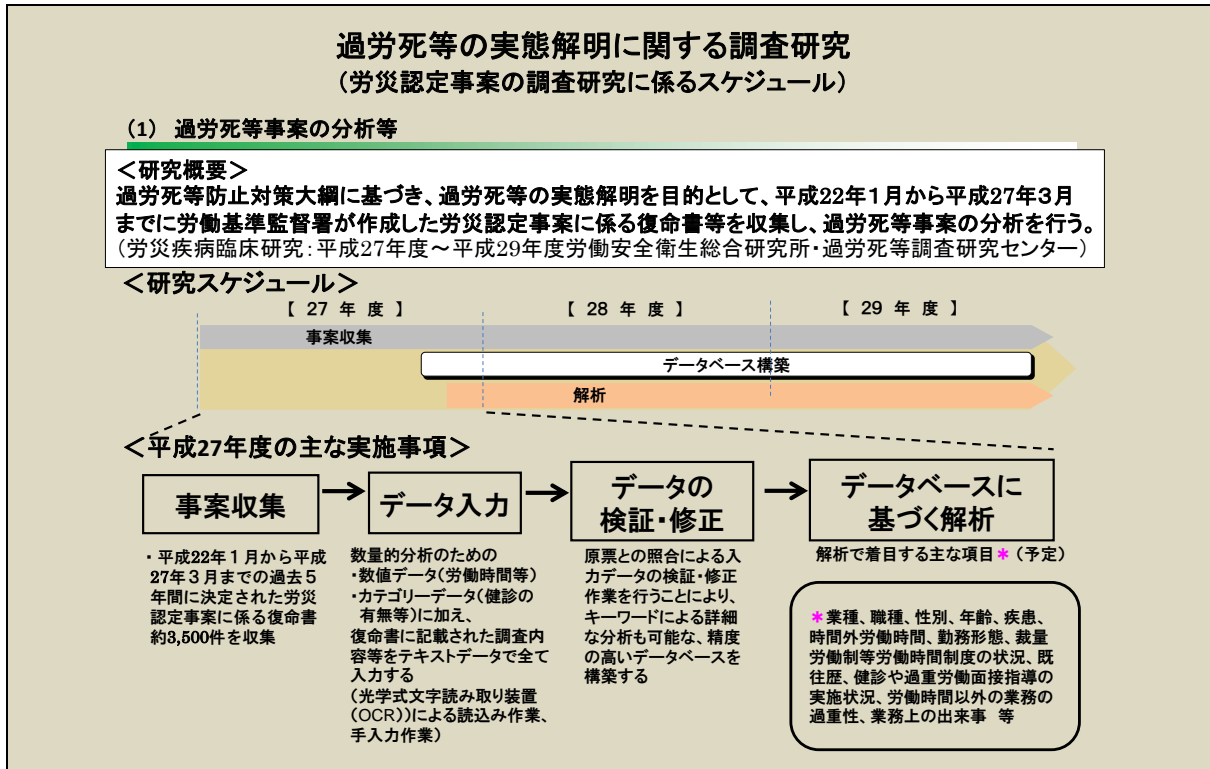 過労死等の実態解明に関する調査研究
（労災認定事案の調査研究に係るスケジュール）
（1） 過労死等事案の分析等
＜研究概要＞
過労死等防止対策大綱に基づき、過労死等の実態解明を目的として、平成22年１月から平成27年３月
までに労働基準監督署が作成した労災認定事案に係る復命書等を収集し、過労死等事案の分析を行う。
（労災疾病臨床研究：平成27年度～平成29年度労働安全衛生総合研究所・過労死等調査研究センター）
＜研究スケジュール＞
【 27 年 度 】
【 28 年 度 】
【 29 年 度 】
事案収集
データベース構築
解析
＜平成27年度の主な実施事項＞
事案収集
・平成22年１月から平成
27年３月までの過去５
年間に決定された労災
認定事案に係る復命書
約3,500件を収集
データ入力
数量的分析のための
・数値データ（労働時間等）
・カテゴリーデータ（健診の
有無等）に加え、
復命書に記載された調査内
容等をテキストデータで全て
入力する
（光学式文字読み取り装置
（OCR））による読込み作業、
手入力作業）
データの
検証・修正
原票との照合による入
力データの検証・修正
作業を行うことにより、
キーワードによる詳細
な分析も可能な、精度
の高いデータベースを
構築する
データベースに
基づく解析
解析で着目する主な項目＊（予定）
＊業種、職種、性別、年齢、疾患、
時間外労働時間、勤務形態、裁量
労働制等労働時間制度の状況、既
往歴、健診や過重労働面接指導の
実施状況、労働時間以外の業務の
過重性、業務上の出来事 等